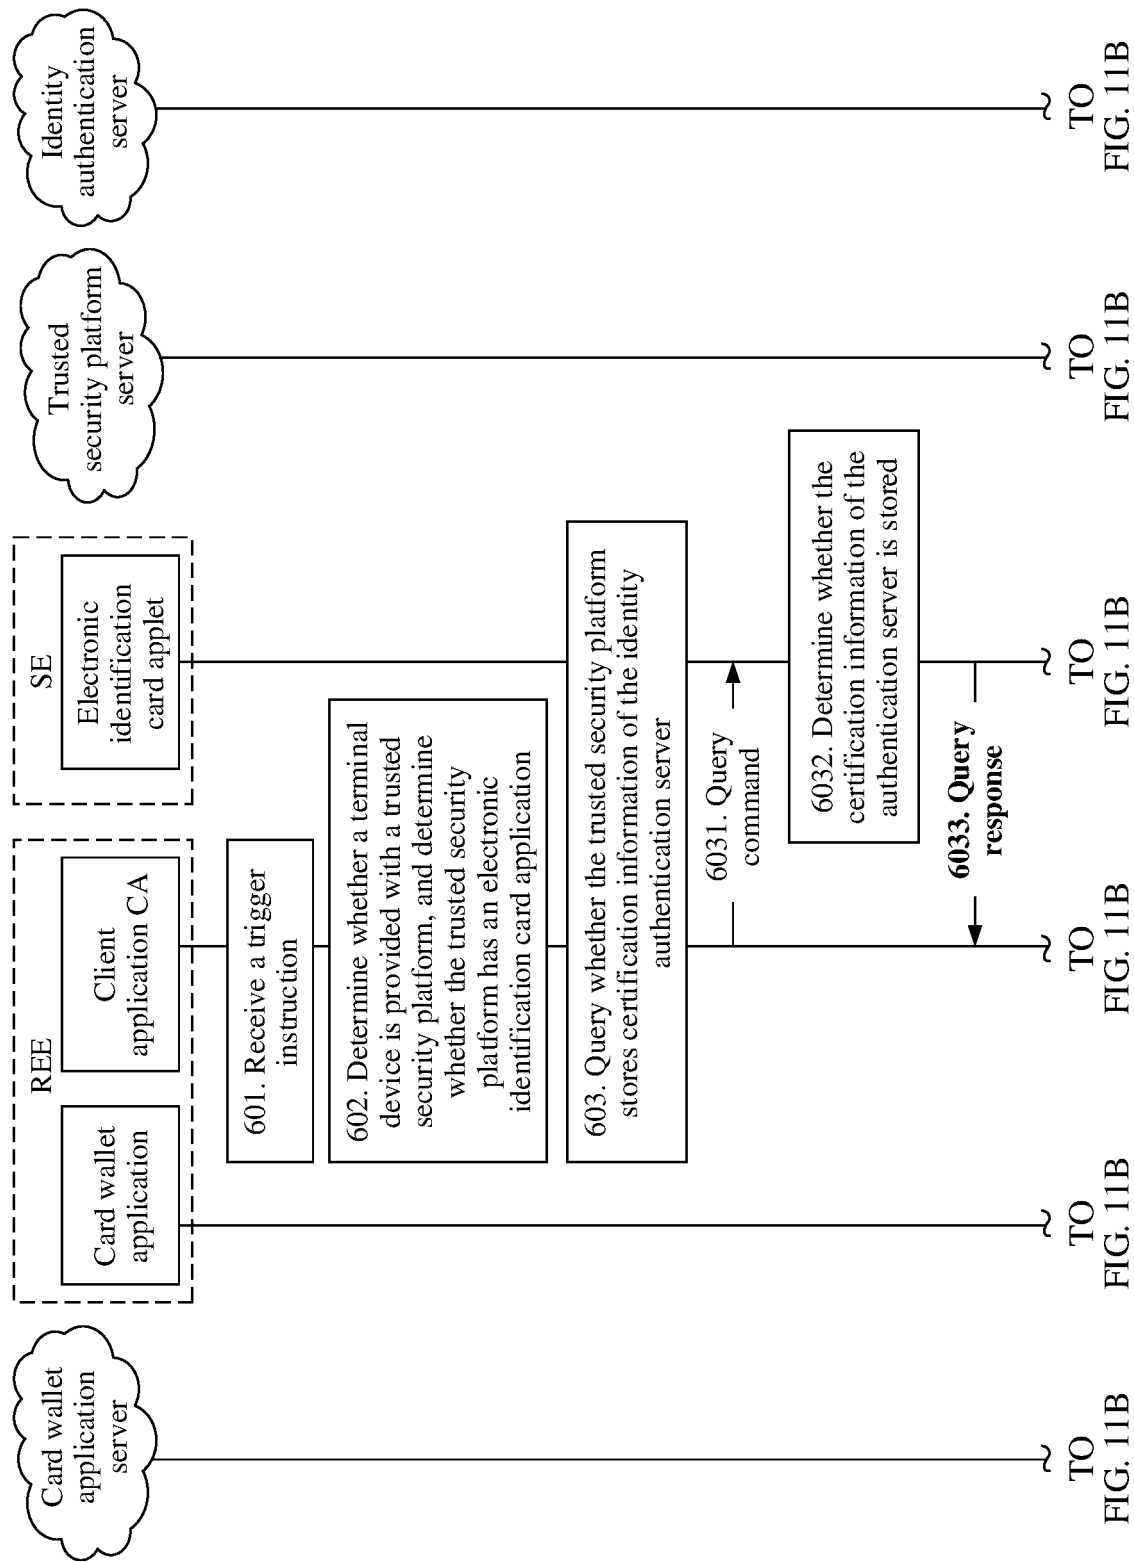 Card wallet
application
server
REE
Card wallet
application
Client
application CA
SE
Electronic
identification
card applet
Trusted
security platform
server
Identity
authentication
server
601. Receive a trigger
instruction
602. Determine whether a terminal
device is provided with a trusted
security platform, and determine
whether the trusted security
platform has an electronic
identification card application
603. Query whether the trusted security platform
stores certification information of the identity
authentication server
6031. Query
command
6032. Determine whether the
certification information of the
authentication server is stored
6033. Query
response
TO
FIG. 11B
TO
FIG. 11B
TO
FIG. 11B
TO
FIG. 11B
TO
FIG. 11B
TO
FIG. 11B